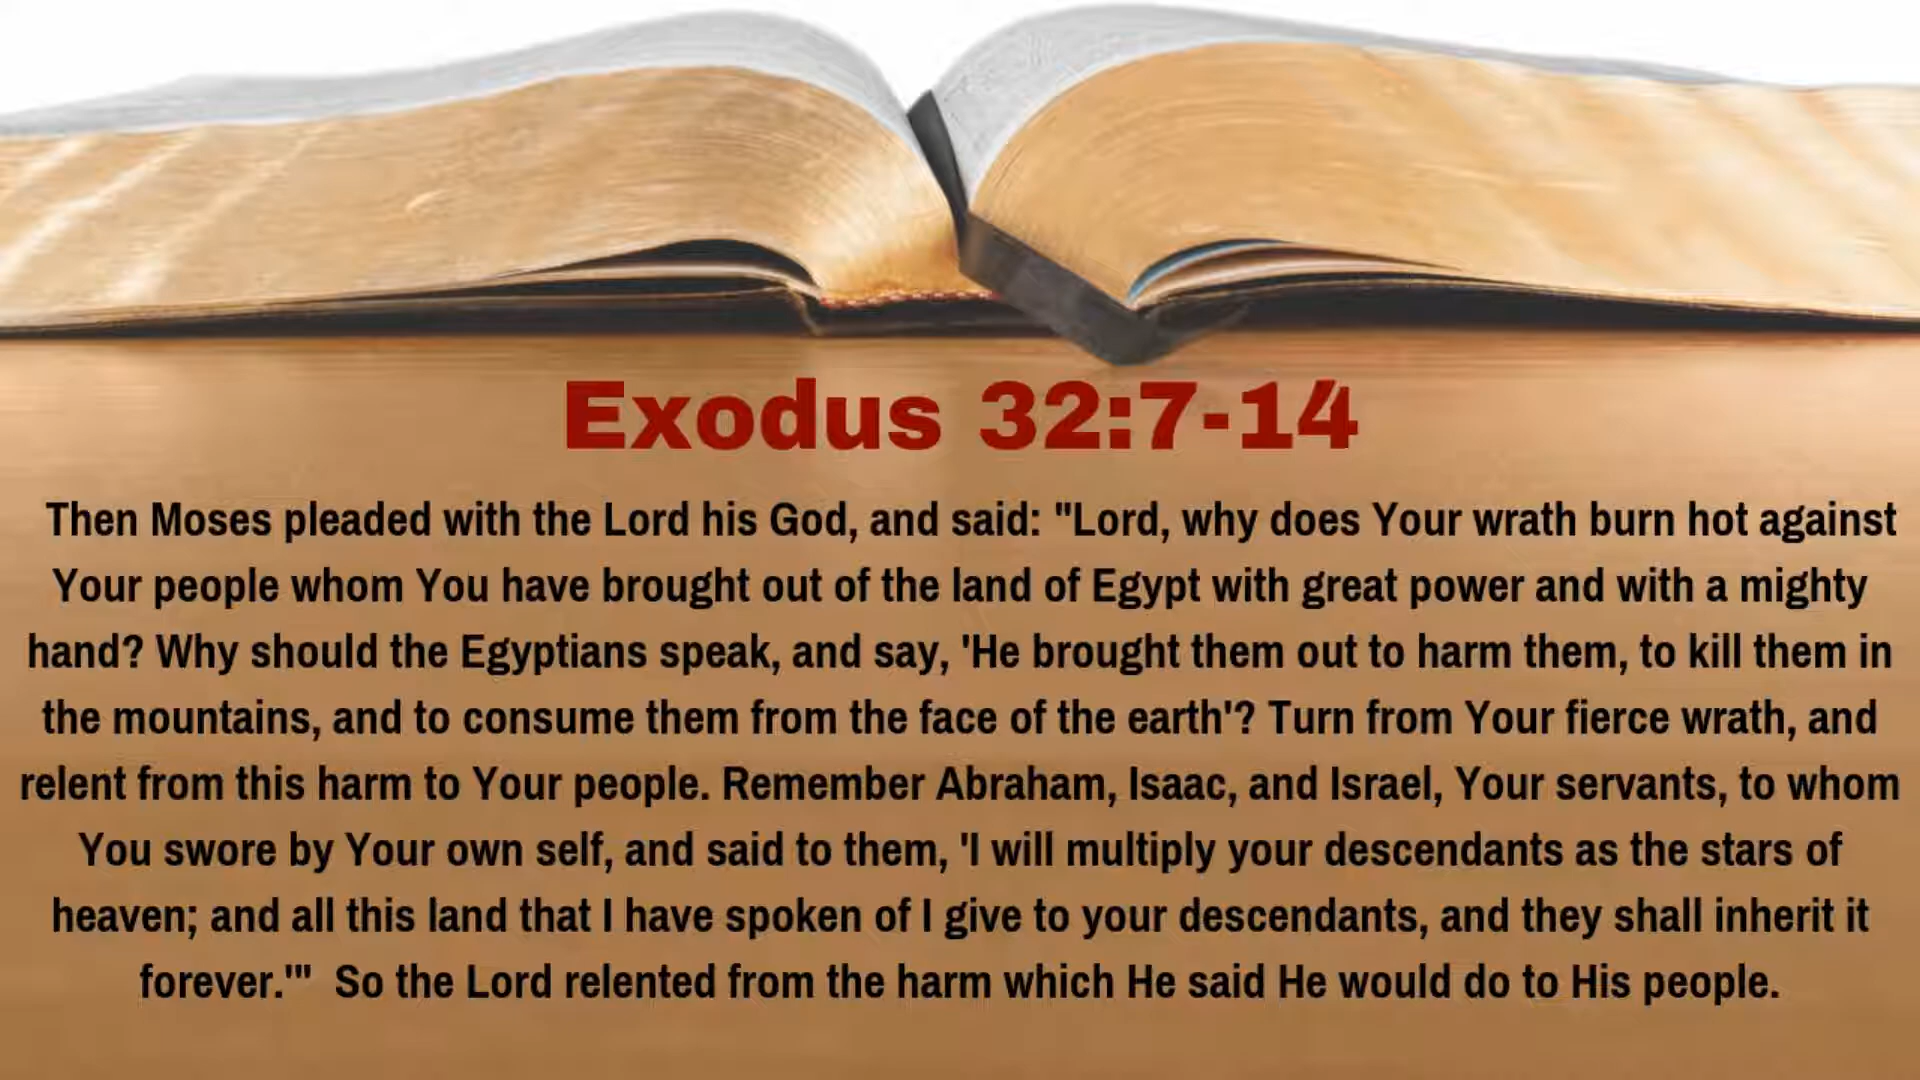 Exodus 32:7-14
Then Moses pleaded with the Lord his God, and said: "Lord, why does Your wrath burn hot against
Your people whom You have brought out of the land of Egypt with great power and with a mighty
hand? Why should the Egyptians speak, and say, 'He brought them out to harm them, to kill them in
the mountains, and to consume them from the face of the earth'? Turn from Your fierce wrath, and
relent from this harm to Your people. Remember Abraham, Isaac, and Israel, Your servants, to whom
You swore by Your own self, and said to them, 'I will multiply your descendants as the stars of
heaven; and all this land that I have spoken of I give to your descendants, and they shall inherit it
forever.'" So the Lord relented from the harm which He said He would do to His people.